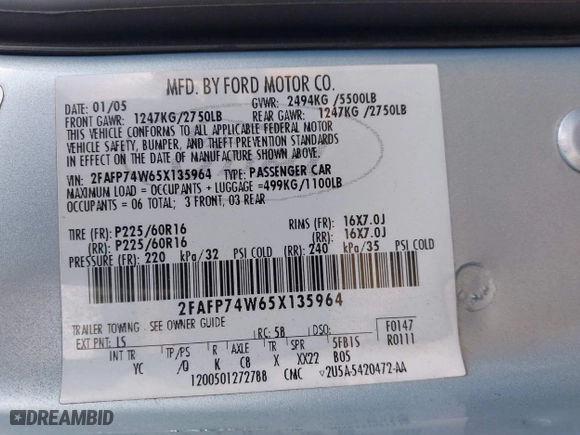 MFD. BY FORD MOTOR CO.
DATE: 01/05 GVWR: 2494KG /5500LB
FRONT GAWR: 1247KG/2750LB REAR GAWR: 1247KG /2750LB
THIS VEHICLE CONFORMS TO ALL APPLICABLE FEDERAL MOTOR
VEHICLE SAFETY, BUMPER, AND THEFT PREVENTION STANDARDS
IN EFFECT ON THE DATE OF MANUFACTURE SHOWN ABOVE.
VIN: 2FAFP74W65X135964 TYPE: PASSENGER CAR
MAXIMUM LOAD = OCCUPANTS + LUGGAGE =499KG/1100LB
OCCUPANTS = 06 TOTAL; 3 FRONT, 03 REAR
TIRE (FR): P225/60R16 RIMS (FR): 16X7.0J
(RR): P225/60R16 (RR): 16X7.0J
PRESSURE (FR): 220 kPa/32 PSI COLD (RR): 240 kPa/35 PSI COLD
2FAFP74W65X135964
TRAILER TOWING - SEE OWNER GUIDE
EXT PNT: LS RC: 58 DSO: F0147
INT TR TP/PS R AXLE TR SPR 5FB1S R0111
YC /Q K C8 X XX22 B05
1200501272788 CMC 2U5A-5420472-AA
DREAMBID